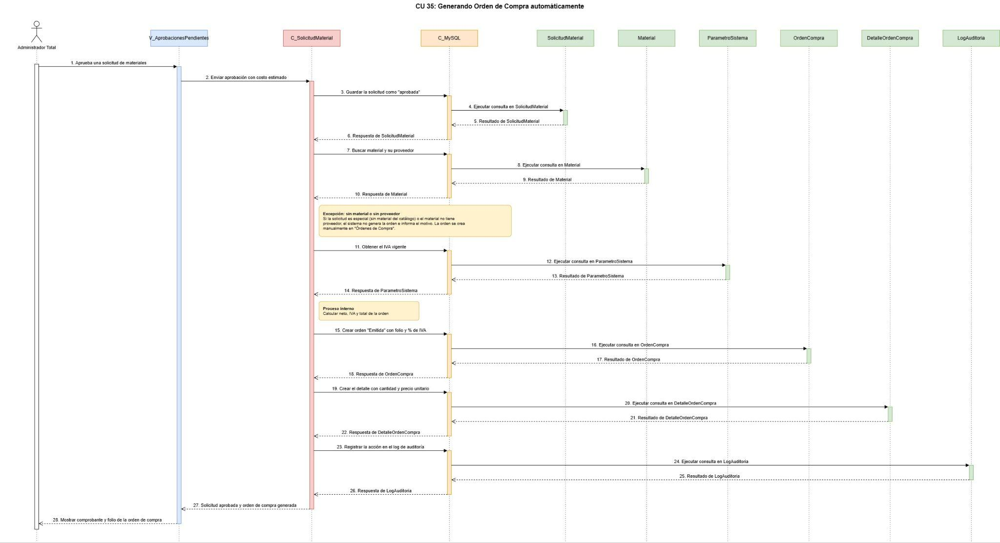 CU 35: Generando Orden de Compra automáticamente
Administrador Total
V_AprobacionesPendientes
C_SolicitudMaterial
C_MySQL
SolicitudMaterial
Material
ParametroSistema
OrdenCompra
DetalleOrdenCompra
LogAuditoria
1. Aprueba una solicitud de materiales
2. Enviar aprobación con costo estimado
3. Guardar la solicitud como "aprobada"
4. Ejecutar consulta en SolicitudMaterial
5. Resultado de SolicitudMaterial
6. Respuesta de SolicitudMaterial
7. Buscar material y su proveedor
8. Ejecutar consulta en Material
9. Resultado de Material
10. Respuesta de Material
Excepción: sin material o sin proveedor
Si la solicitud es especial (sin material del catálogo) o el material no tiene
proveedor, el sistema no genera la orden e informa el motivo. La orden se crea
manualmente en "Órdenes de Compra".
11. Obtener el IVA vigente
12. Ejecutar consulta en ParametroSistema
13. Resultado de ParametroSistema
14. Respuesta de ParametroSistema
Proceso interno
Calcular neto, IVA y total de la orden
15. Crear orden "Emitida" con folio y % de IVA
16. Ejecutar consulta en OrdenCompra
17. Resultado de OrdenCompra
18. Respuesta de OrdenCompra
19. Crear el detalle con cantidad y precio unitario
20. Ejecutar consulta en DetalleOrdenCompra
21. Resultado de DetalleOrdenCompra
22. Respuesta de DetalleOrdenCompra
23. Registrar la acción en el log de auditoría
24. Ejecutar consulta en LogAuditoria
25. Resultado de LogAuditoria
26. Respuesta de LogAuditoria
27. Solicitud aprobada y orden de compra generada
28. Mostrar comprobante y folio de la orden de compra